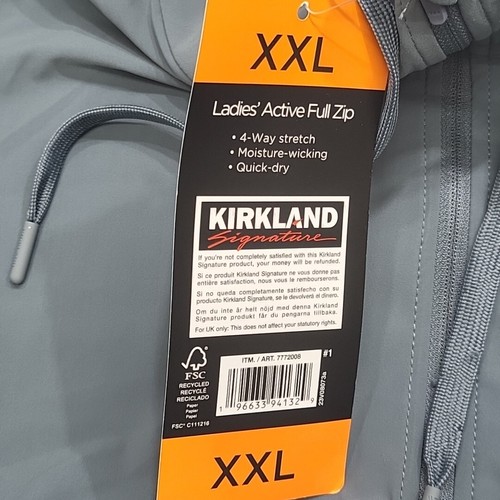 XXL
Ladies' Active Full Zip
• 4-Way stretch
• Moisture-wicking
• Quick-dry
KIRKLAND
Signature
If you're not completely satisfied with this Kirkland
Signature product, your money will be refunded.
Si ce produit Kirkland Signature ne vous donne pas
entière satisfaction, nous vous le rembourserons.
Si no queda completamente satisfecho con su
producto Kirkland Signature, se le devolverá el dinero.
Om du inte är helt nöjd med denna Kirkland
Signature produkt får du pengarna tillbaka.
For UK only: This does not affect your statutory rights.
FSC
RECYCLED
RECYCLÉ
RECICLADO
Paper
Papier
Papel
FSC® C111216
ITM. / ART. 7772008
#1
1 96633 94132 9
23V08073a
XXL